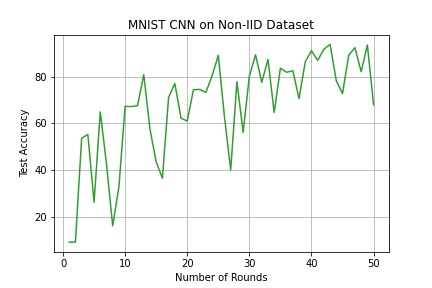 MNIST CNN on Non-IID Dataset
Test Accuracy
80
60
40
20
0 10 20 30 40 50
Number of Rounds